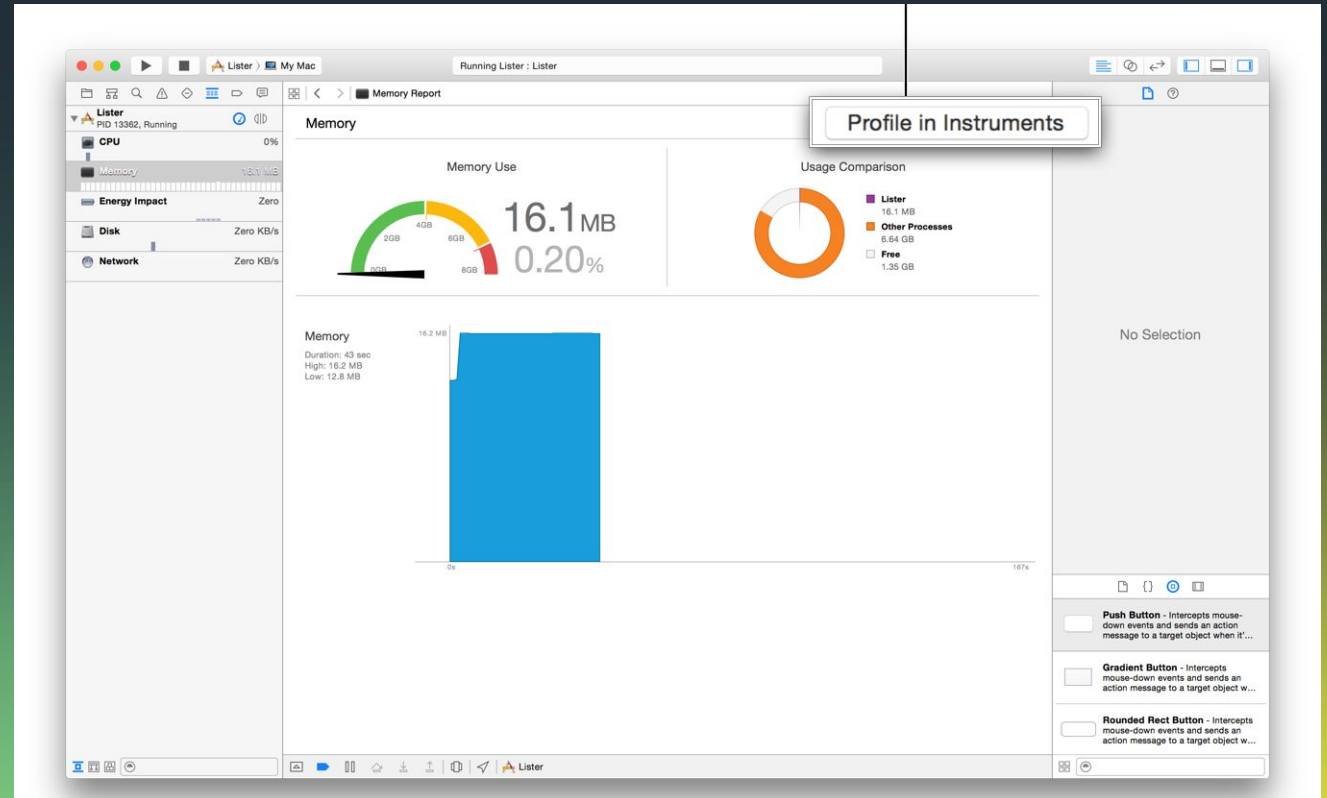 Lister 〉 My Mac
Running Lister : Lister
Lister
PID 13362, Running
CPU 0%
Memory 16.1 MB
Energy Impact Zero
Disk Zero KB/s
Network Zero KB/s
Memory Report
Memory
Profile in Instruments
Memory Use
0GB
2GB
4GB
6GB
8GB
16.1MB
0.20%
Usage Comparison
Lister
16.1 MB
Other Processes
6.64 GB
Free
1.35 GB
Memory
Duration: 43 sec
High: 16.2 MB
Low: 12.8 MB
16.2 MB
0s
167s
Lister
No Selection
{}
Push Button - Intercepts mouse-
down events and sends an action
message to a target object when it'...
Gradient Button - Intercepts
mouse-down events and sends an
action message to a target object w...
Rounded Rect Button - Intercepts
mouse-down events and sends an
action message to a target object w...